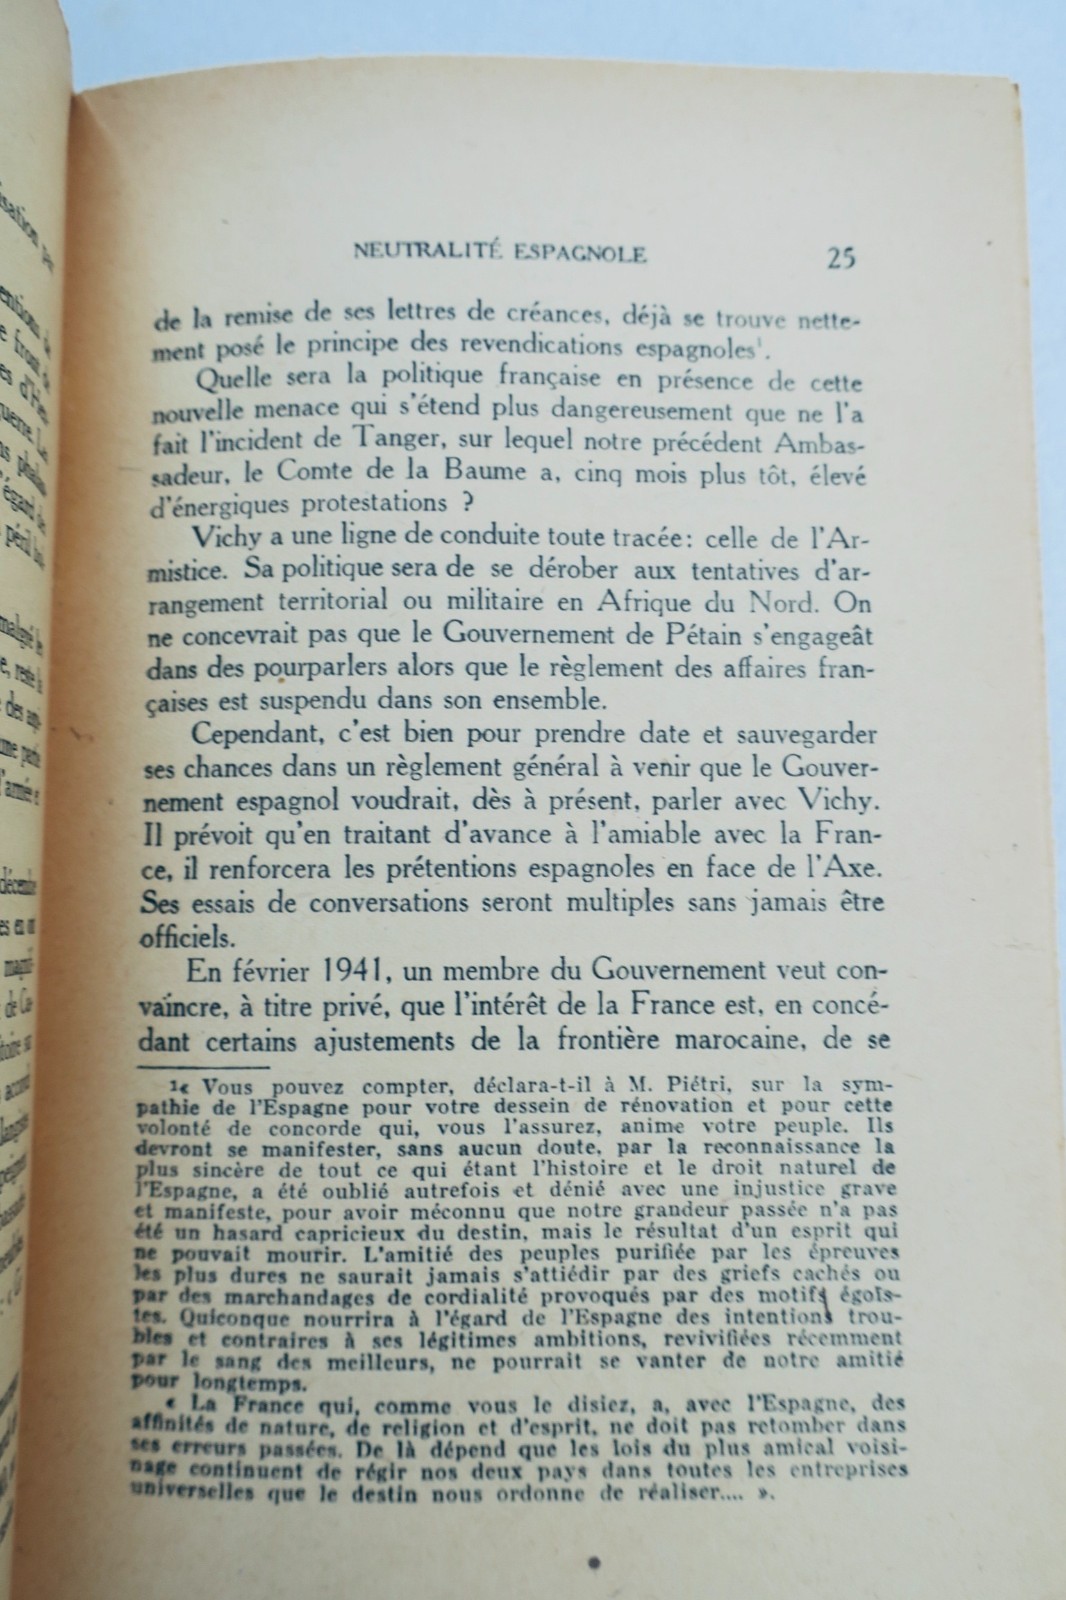 NEUTRALITÉ ESPAGNOLE 25
de la remise de ses lettres de créances, déjà se trouve nette-
ment posé le principe des revendications espagnoles¹.
Quelle sera la politique française en présence de cette
nouvelle menace qui s'étend plus dangereusement que ne l'a
fait l'incident de Tanger, sur lequel notre précédent Ambas-
sadeur, le Comte de la Baume a, cinq mois plus tôt, élevé
d'énergiques protestations ?
Vichy a une ligne de conduite toute tracée: celle de l'Ar-
mistice. Sa politique sera de se dérober aux tentatives d'ar-
rangement territorial ou militaire en Afrique du Nord. On
ne concevrait pas que le Gouvernement de Pétain s'engageât
dans des pourparlers alors que le règlement des affaires fran-
çaises est suspendu dans son ensemble.
Cependant, c'est bien pour prendre date et sauvegarder
ses chances dans un règlement général à venir que le Gouver-
nement espagnol voudrait, dès à présent, parler avec Vichy.
Il prévoit qu'en traitant d'avance à l'amiable avec la Fran-
ce, il renforcera les prétentions espagnoles en face de l'Axe.
Ses essais de conversations seront multiples sans jamais être
officiels.
En février 1941, un membre du Gouvernement veut con-
vaincre, à titre privé, que l'intérêt de la France est, en concé-
dant certains ajustements de la frontière marocaine, de se
1« Vous pouvez compter, déclara-t-il à M. Piétri, sur la sym-
pathie de l'Espagne pour votre dessein de rénovation et pour cette
volonté de concorde qui, vous l'assurez, anime votre peuple. Ils
devront se manifester, sans aucun doute, par la reconnaissance la
plus sincère de tout ce qui étant l'histoire et le droit naturel de
l'Espagne, a été oublié autrefois et dénié avec une injustice grave
et manifeste, pour avoir méconnu que notre grandeur passée n'a pas
été un hasard capricieux du destin, mais le résultat d'un esprit qui
ne pouvait mourir. L'amitié des peuples purifiée par les épreuves
les plus dures ne saurait jamais s'attiédir par des griefs cachés ou
par des marchandages de cordialité provoqués par des motifs égoïs-
tes. Quiconque nourrira à l'égard de l'Espagne des intentions trou-
bles et contraires à ses légitimes ambitions, revivifiées récemment
par le sang des meilleurs, ne pourrait se vanter de notre amitié
pour longtemps.
« La France qui, comme vous le disiez, a, avec l'Espagne, des
affinités de nature, de religion et d'esprit, ne doit pas retomber dans
ses erreurs passées. De là dépend que les lois du plus amical voisi-
nage continuent de régir nos deux pays dans toutes les entreprises
universelles que le destin nous ordonne de réaliser.... ».